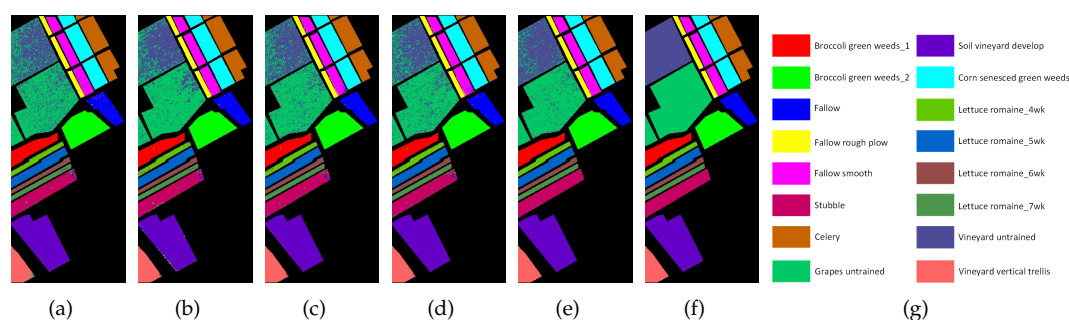 Broccoli green weeds_1
Soil vineyard develop
Broccoli green weeds_2
Corn senesced green weeds
Fallow
Lettuce romaine_4wk
Fallow rough plow
Lettuce romaine_5wk
Fallow smooth
Lettuce romaine_6wk
Stubble
Lettuce romaine_7wk
Celery
Vineyard untrained
Grapes untrained
Vineyard vertical trellis
(a)
(b)
(c)
(d)
(e)
(f)
(g)